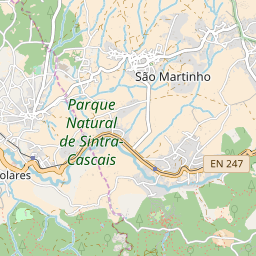 São Martinho
Parque
Natural
de Sintra-
Cascais
EN 247
olares